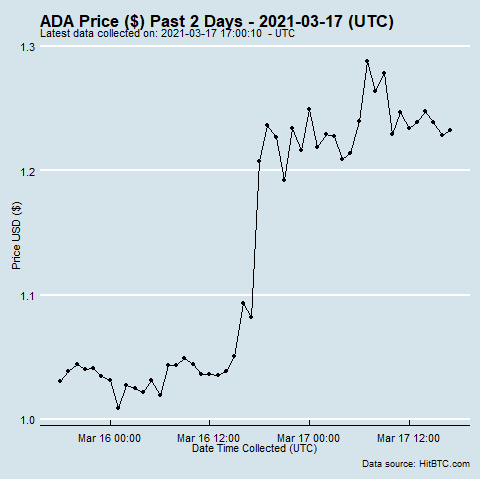 ADA Price ($) Past 2 Days - 2021-03-17 (UTC)
Latest data collected on: 2021-03-17 17:00:10  - UTC
1.3
1.2
1.1
1.0
Price USD ($)
Mar 16 00:00 Mar 16 12:00 Mar 17 00:00 Mar 17 12:00
Date Time Collected (UTC)
Data source: HitBTC.com